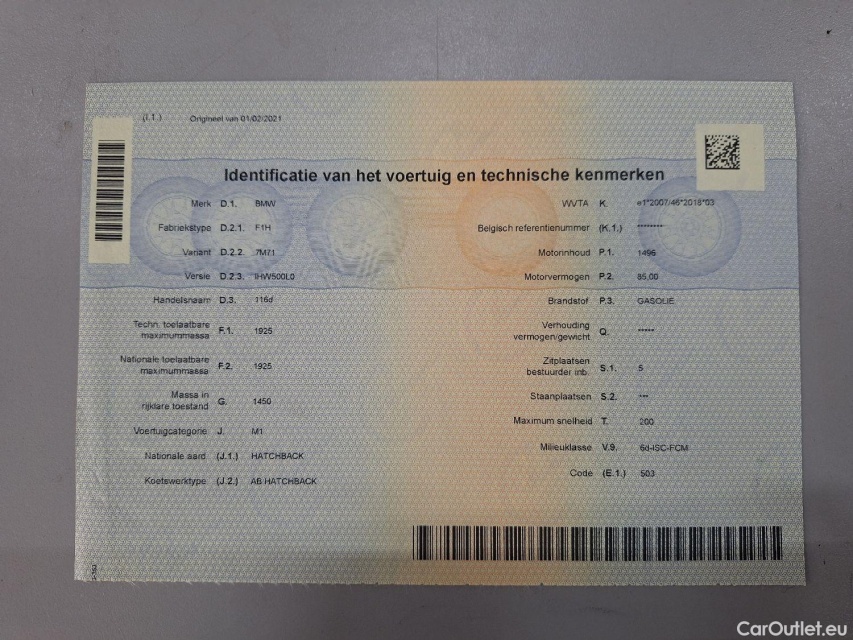 (I.1.) Origineel van 01/02/2021
Identificatie van het voertuig en technische kenmerken
Merk D.1. BMW
Fabriekstype D.2.1. F1H
Variant D.2.2. 7M71
Versie D.2.3. IHW500L0
Handelsnaam D.3. 116d
Techn. toelaatbare
maximummassa F.1. 1925
Nationale toelaatbare
maximummassa F.2. 1925
Massa in
rijklare toestand G. 1450
Voertuigcategorie J. M1
Nationale aard (J.1.) HATCHBACK
Koetswerktype (J.2.) AB HATCHBACK
WVTA K. e1*2007/46*2018*03
Belgisch referentienummer (K.1.) ********
Motorinhoud P.1. 1496
Motorvermogen P.2. 85,00
Brandstof P.3. GASOLIE
Verhouding
vermogen/gewicht Q. *****
Zitplaatsen
bestuurder inb. S.1. 5
Staanplaatsen S.2. ***
Maximum snelheid T. 200
Milieuklasse V.9. 6d-ISC-FCM
Code (E.1.) 503
CarOutlet.eu